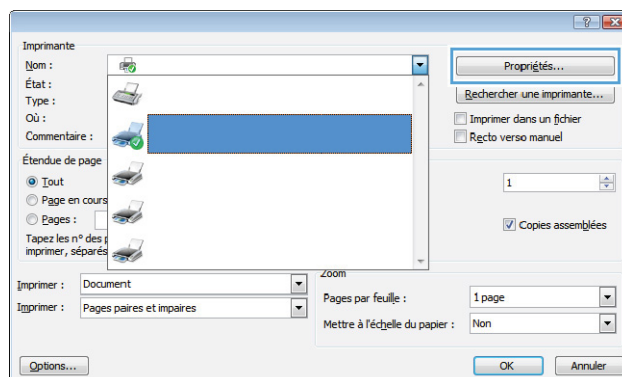 Imprimante
Nom :
Propriétés...
État :
Rechercher une imprimante...
Type :
Où :
Imprimer dans un fichier
Commentaire :
Recto verso manuel
Étendue de page
Tout
1
Page en cours
Pages :
Copies assemblées
Tapez les n° des
imprimer, séparés
Zoom
Imprimer :
Document
Pages par feuille :
1 page
Imprimer :
Pages paires et impaires
Mettre à l'échelle du papier :
Non
Options...
OK
Annuler